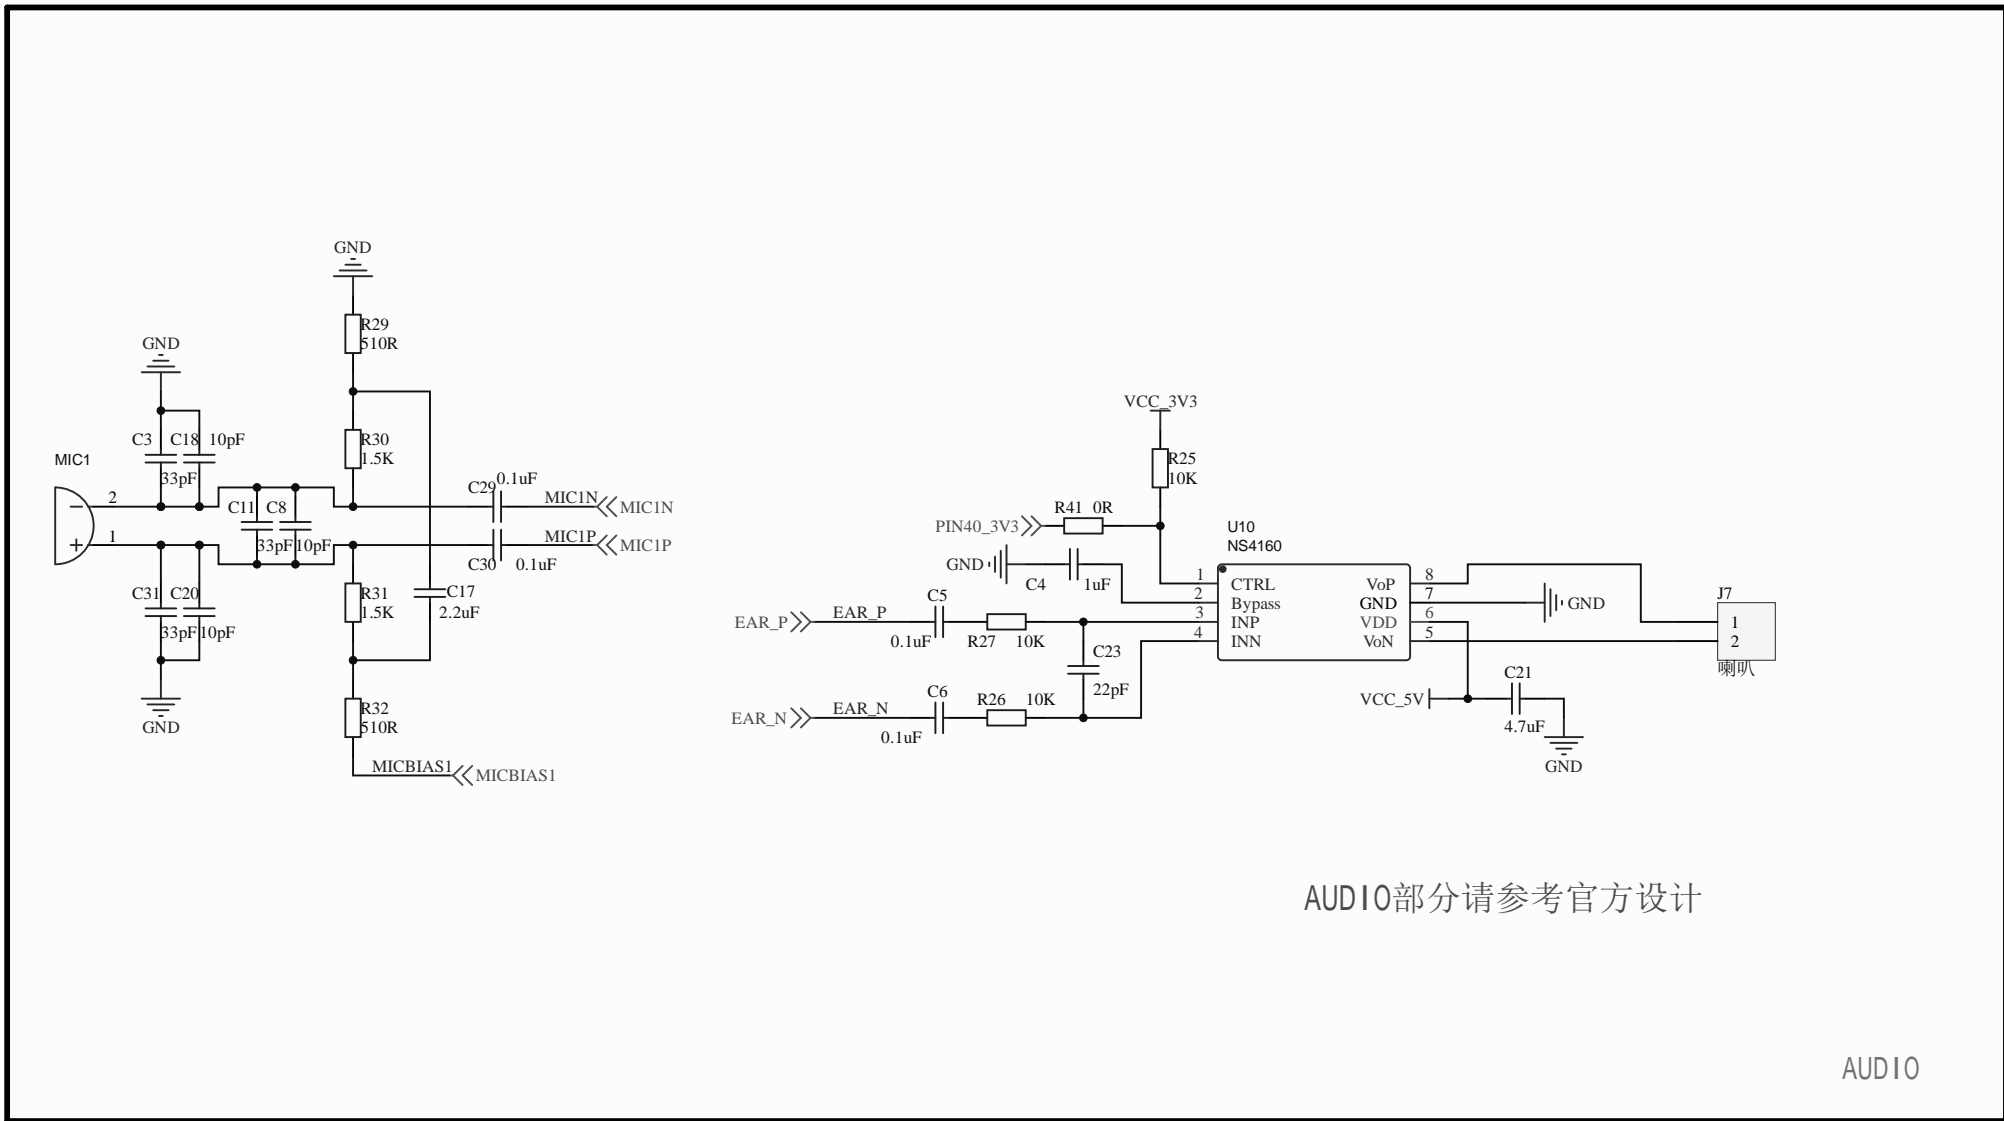 GND
R29
510R
GND
R30
1.5K
C3
C18
10pF
33pF
MIC1
2
1
C11
C8
33pF
10pF
C29
0.1uF
MIC1N
MIC1N
MIC1P
MIC1P
C30
0.1uF
C31
C20
33pF
10pF
GND
R31
1.5K
C17
2.2uF
R32
510R
MICBIAS1
MICBIAS1
VCC_3V3
R25
10K
R41 0R
PIN40_3V3
GND
C4
1uF
EAR_P
EAR_P
C5
0.1uF
R27
10K
C23
22pF
EAR_N
EAR_N
C6
0.1uF
R26
10K
U10
NS4160
1
2
3
4
CTRL
Bypass
INP
INN
VoP
GND
VDD
VoN
8
7
6
5
GND
J7
1
2
喇叭
VCC_5V
C21
4.7uF
GND
AUDIO部分请参考官方设计
AUDIO